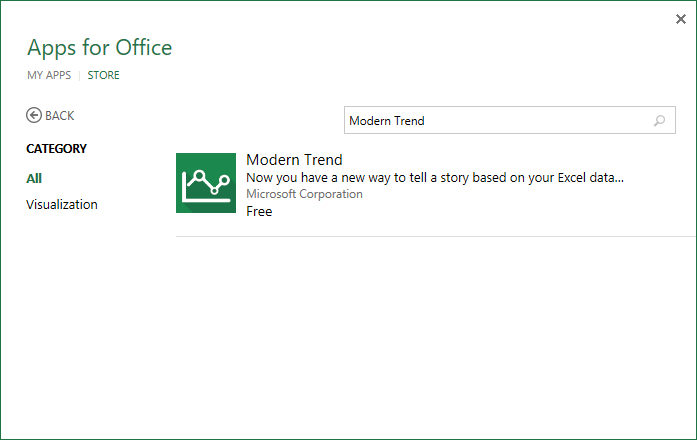 Apps for Office
MY APPS | STORE
BACK
Modern Trend
CATEGORY
All
Visualization
Modern Trend
Now you have a new way to tell a story based on your Excel data...
Microsoft Corporation
Free